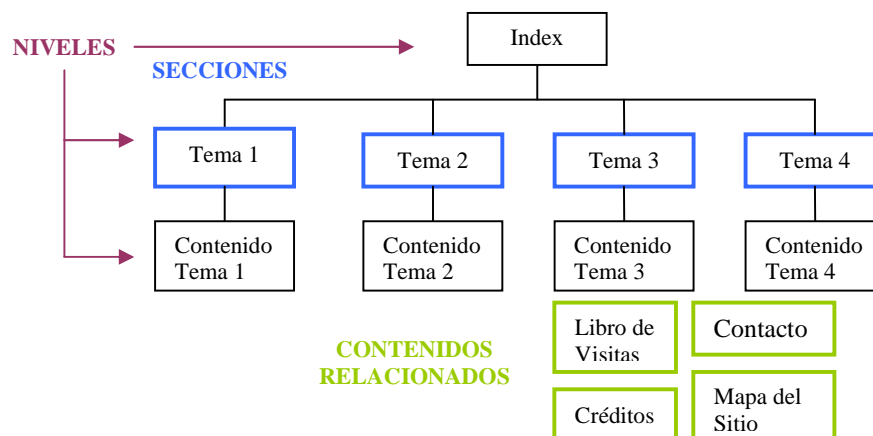 Index
NIVELES
SECCIONES
Tema 1
Tema 2
Tema 3
Tema 4
Contenido
Tema 1
Contenido
Tema 2
Contenido
Tema 3
Contenido
Tema 4
CONTENIDOS
RELACIONADOS
Libro de
Visitas
Contacto
Créditos
Mapa del
Sitio